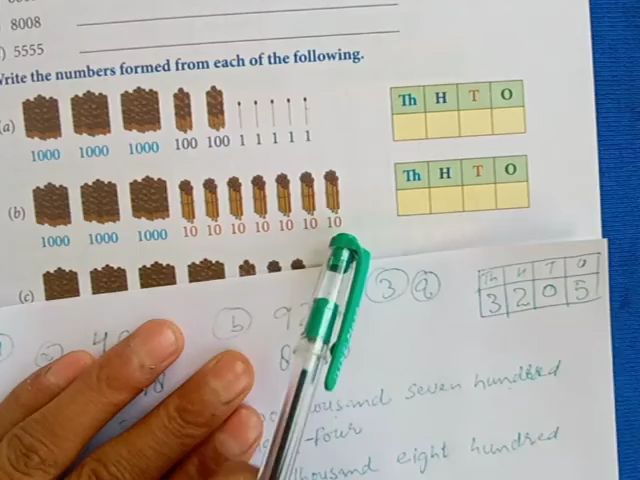 8008
) 5555
Write the numbers formed from each of the following.
(a)
1000 1000 1000 100 100 1 1 1 1 1
Th H T O
(b)
1000 1000 1000 10 10 10 10 10 10 10
Th H T O
(c)
3 a
Th H T O
3 2 0 5
b
a
thousand seven hundred
-four
thousand eight hundred